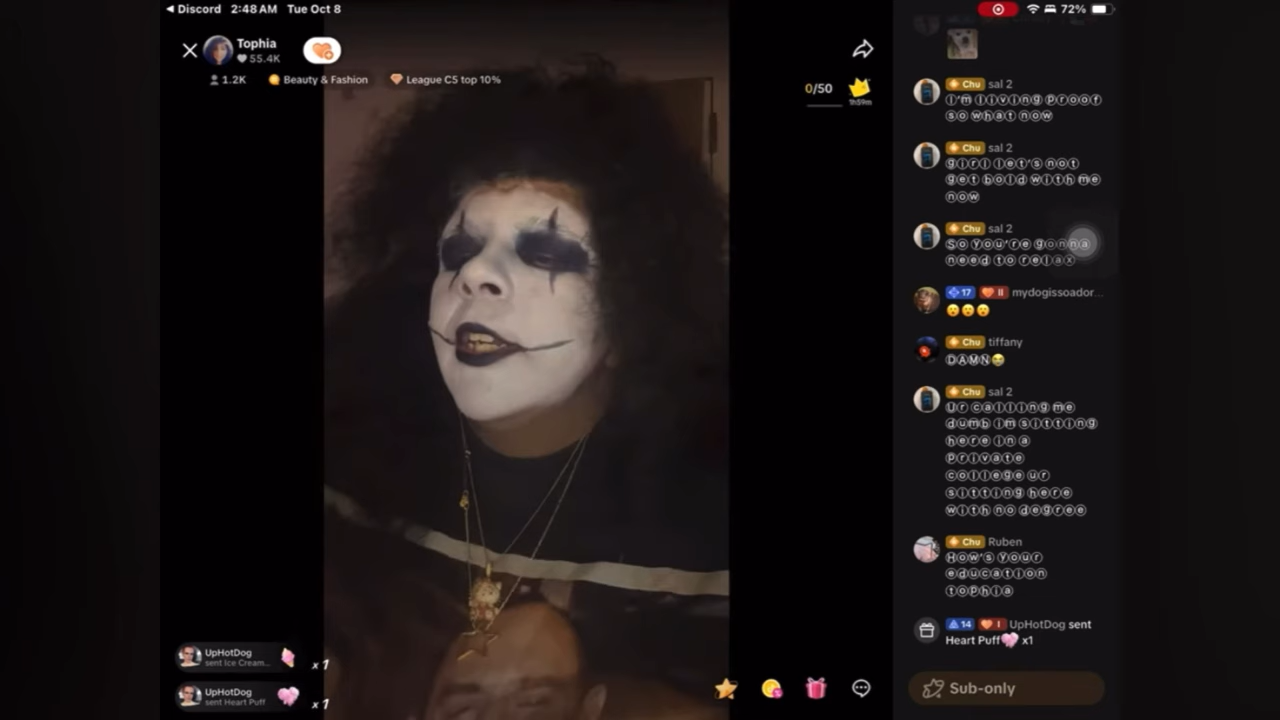 ◀ Discord 2:48 AM Tue Oct 8
72%
Tophia
55.4K
1.2K Beauty & Fashion League C5 top 10%
0/50
1h59m
Chu sal 2
I'm living proof
so what now
Chu sal 2
girl let's not
get bold with me
now
Chu sal 2
So you're gonna
need to relax
17 II mydogissoador...
😮😮😮
Chu tiffany
DAMN😭
Chu sal 2
Ur calling me
dumb im sitting
here in a
private
college ur
sitting here
with no degree
Chu Ruben
How's your
education
tophia
14 I UpHotDog sent
Heart Puff x1
UpHotDog
sent Ice Cream... x1
UpHotDog
sent Heart Puff x1
Sub-only